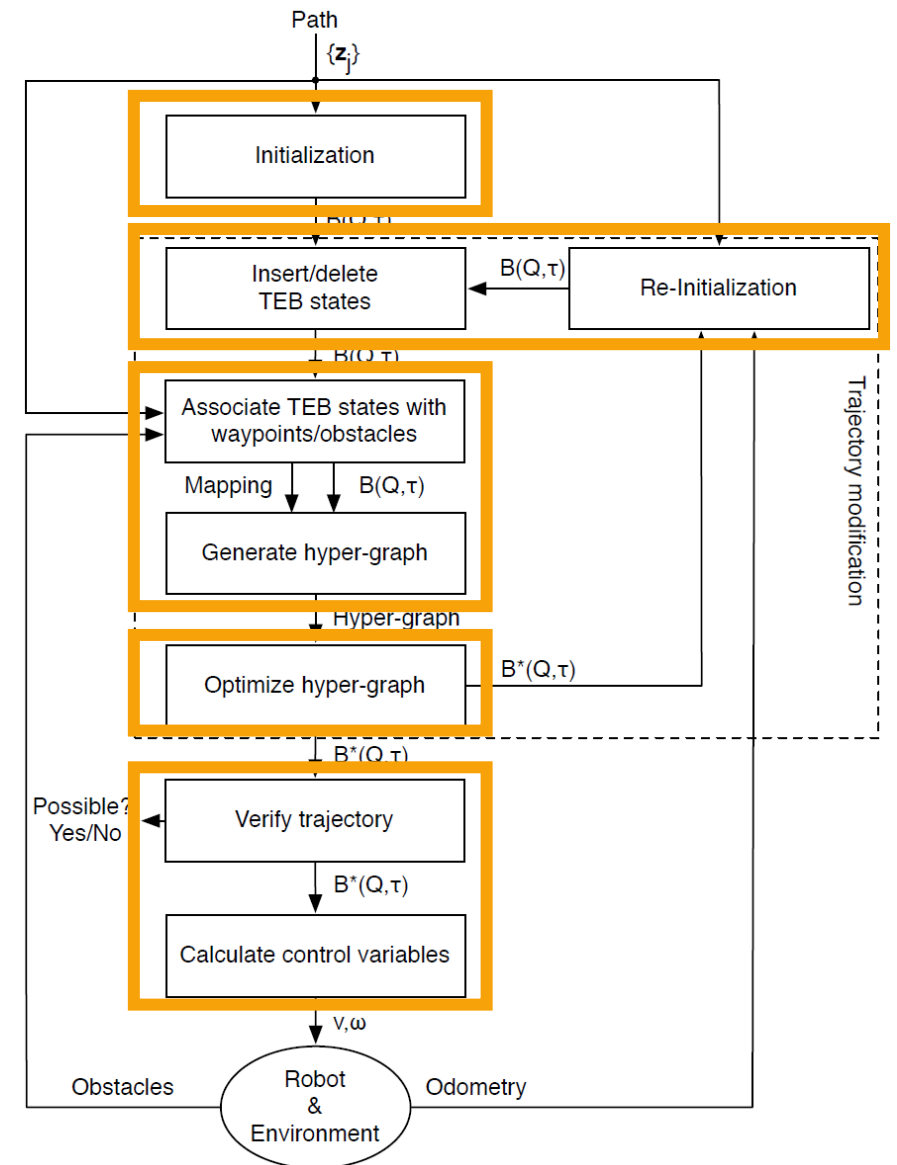 Path
{zj}
Initialization
B(Q,τ)
Insert/delete
TEB states
B(Q,τ)
Re-Initialization
B(Q,τ)
Associate TEB states with
waypoints/obstacles
Mapping
B(Q,τ)
Generate hyper-graph
Trajectory modification
Hyper-graph
Optimize hyper-graph
B*(Q,τ)
B*(Q,τ)
Possible?
Yes/No
Verify trajectory
B*(Q,τ)
Calculate control variables
v,ω
Obstacles
Robot
&
Environment
Odometry